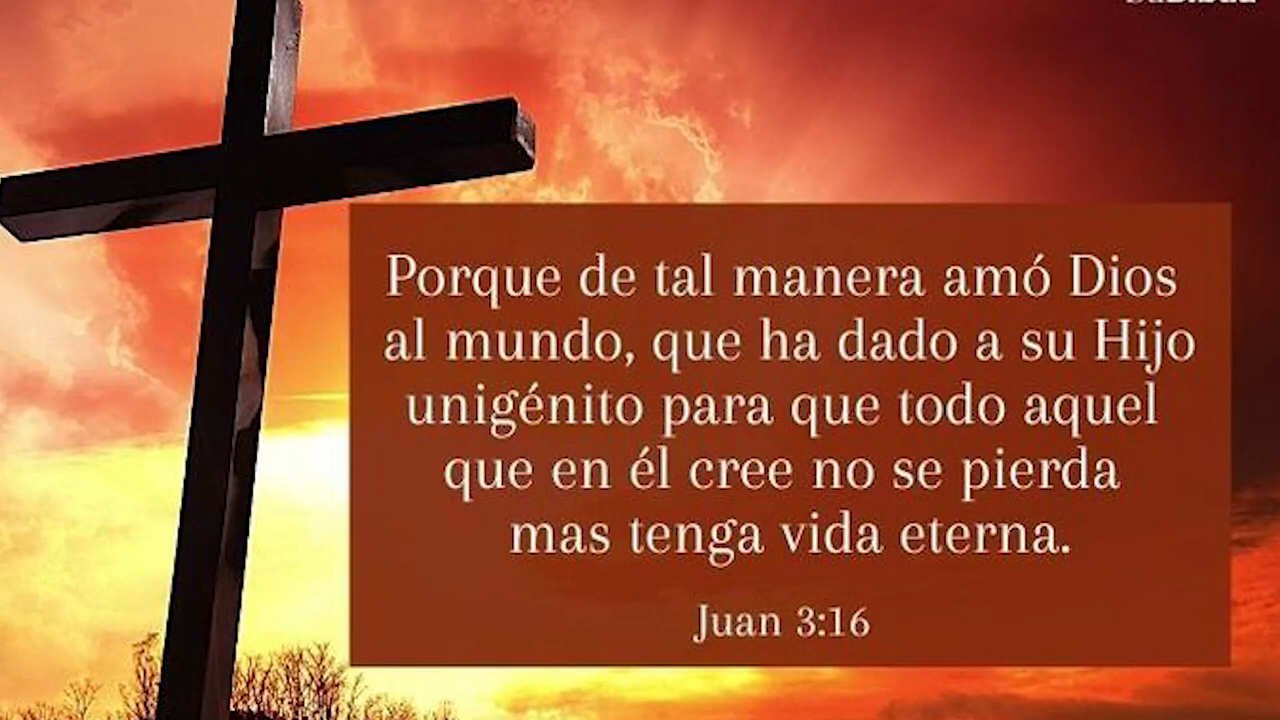 Porque de tal manera amó Dios
al mundo, que ha dado a su Hijo
unigénito para que todo aquel
que en él cree no se pierda
mas tenga vida eterna.
Juan 3:16